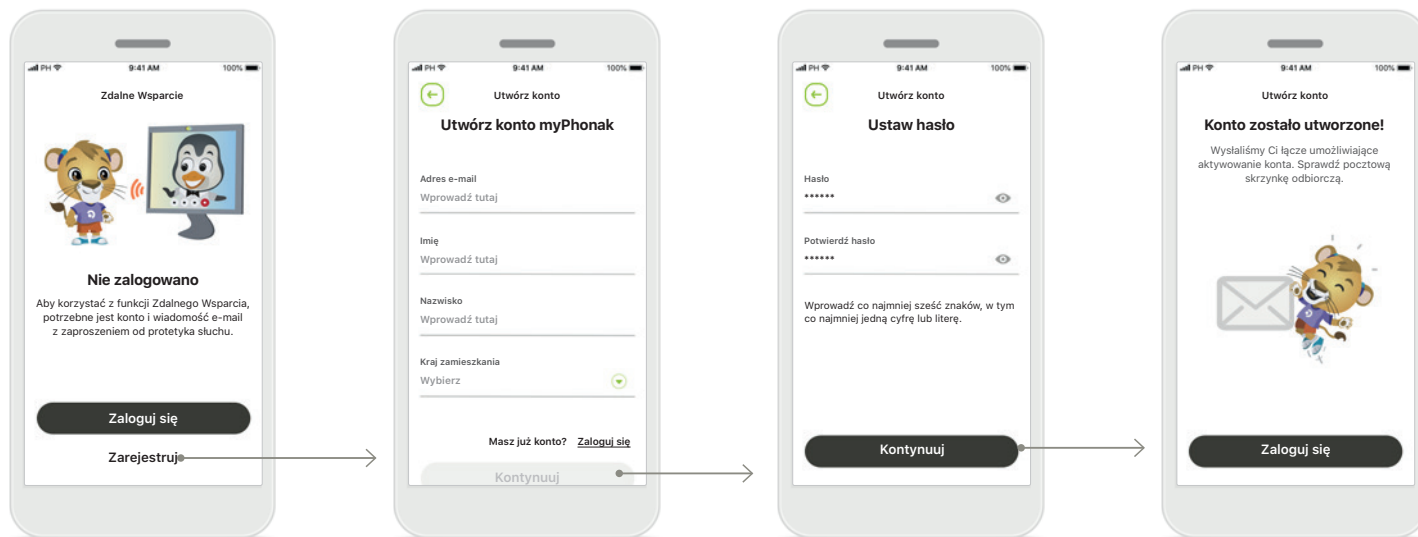 PH 9:41 AM 100%
Zdalne Wsparcie
Nie zalogowano
Aby korzystać z funkcji Zdalnego Wsparcia,
potrzebne jest konto i wiadomość e-mail
z zaproszeniem od protetyka słuchu.
Zaloguj się
Zarejestruj
PH 9:41 AM 100%
Utwórz konto
Utwórz konto myPhonak
Adres e-mail
Wprowadź tutaj
Imię
Wprowadź tutaj
Nazwisko
Wprowadź tutaj
Kraj zamieszkania
Wybierz
Masz już konto? Zaloguj się
Kontynuuj
PH 9:41 AM 100%
Utwórz konto
Ustaw hasło
Hasło
******
Potwierdź hasło
******
Wprowadź co najmniej sześć znaków, w tym
co najmniej jedną cyfrę lub literę.
Kontynuuj
PH 9:41 AM 100%
Utwórz konto
Konto zostało utworzone!
Wysłaliśmy Ci łącze umożliwiające
aktywowanie konta. Sprawdź pocztową
skrzynkę odbiorczą.
Zaloguj się